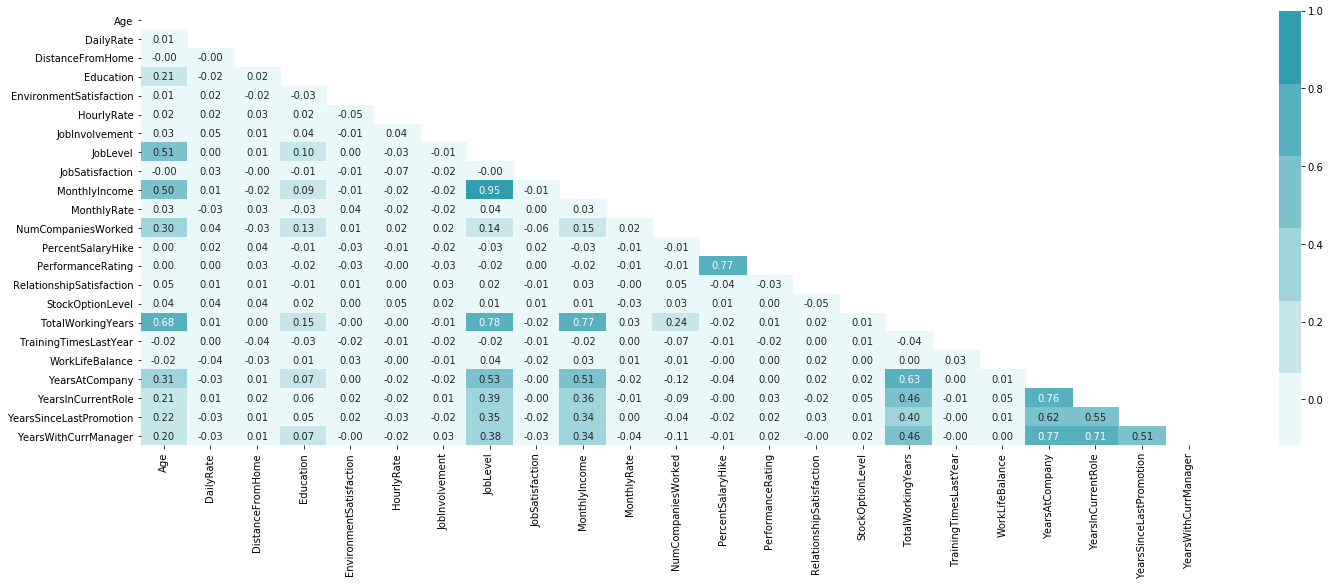 Age
DailyRate 0.01
DistanceFromHome -0.00 -0.00
Education 0.21 -0.02 0.02
EnvironmentSatisfaction 0.01 0.02 -0.02 -0.03
HourlyRate 0.02 0.02 0.03 0.02 -0.05
JobInvolvement 0.03 0.05 0.01 0.04 -0.01 0.04
JobLevel 0.51 0.00 0.01 0.10 0.00 -0.03 -0.01
JobSatisfaction -0.00 0.03 -0.00 -0.01 -0.01 -0.07 -0.02 -0.00
MonthlyIncome 0.50 0.01 -0.02 0.09 -0.01 -0.02 -0.02 0.95 -0.01
MonthlyRate 0.03 -0.03 0.03 -0.03 0.04 -0.02 -0.02 0.04 0.00 0.03
NumCompaniesWorked 0.30 0.04 -0.03 0.13 0.01 0.02 0.02 0.14 -0.06 0.15 0.02
PercentSalaryHike 0.00 0.02 0.04 -0.01 -0.03 -0.01 -0.02 -0.03 0.02 -0.03 -0.01 -0.01
PerformanceRating 0.00 0.00 0.03 -0.02 -0.03 -0.00 -0.03 -0.02 0.00 -0.02 -0.01 -0.01 0.77
RelationshipSatisfaction 0.05 0.01 0.01 -0.01 0.01 0.00 0.03 0.02 -0.01 0.03 -0.00 0.05 -0.04 -0.03
StockOptionLevel 0.04 0.04 0.04 0.02 0.00 0.05 0.02 0.01 0.01 0.01 -0.03 0.03 0.01 0.00 -0.05
TotalWorkingYears 0.68 0.01 0.00 0.15 -0.00 -0.00 -0.01 0.78 -0.02 0.77 0.03 0.24 -0.02 0.01 0.02 0.01
TrainingTimesLastYear -0.02 0.00 -0.04 -0.03 -0.02 -0.01 -0.02 -0.02 -0.01 -0.02 0.00 -0.07 -0.01 -0.02 0.00 0.01 -0.04
WorkLifeBalance -0.02 -0.04 -0.03 0.01 0.03 -0.00 -0.01 0.04 -0.02 0.03 0.01 -0.01 -0.00 0.00 0.02 0.00 0.00 0.03
YearsAtCompany 0.31 -0.03 0.01 0.07 0.00 -0.02 -0.02 0.53 -0.00 0.51 -0.02 -0.12 -0.04 0.00 0.02 0.02 0.63 0.00 0.01
YearsInCurrentRole 0.21 0.01 0.02 0.06 0.02 -0.02 0.01 0.39 -0.00 0.36 -0.01 -0.09 -0.00 0.03 -0.02 0.05 0.46 -0.01 0.05 0.76
YearsSinceLastPromotion 0.22 -0.03 0.01 0.05 0.02 -0.03 -0.02 0.35 -0.02 0.34 0.00 -0.04 -0.02 0.02 0.03 0.01 0.40 -0.00 0.01 0.62 0.55
YearsWithCurrManager 0.20 -0.03 0.01 0.07 -0.00 -0.02 0.03 0.38 -0.03 0.34 -0.04 -0.11 -0.01 0.02 -0.00 0.02 0.46 -0.00 0.00 0.77 0.71 0.51
Age
DailyRate
DistanceFromHome
Education
EnvironmentSatisfaction
HourlyRate
JobInvolvement
JobLevel
JobSatisfaction
MonthlyIncome
MonthlyRate
NumCompaniesWorked
PercentSalaryHike
PerformanceRating
RelationshipSatisfaction
StockOptionLevel
TotalWorkingYears
TrainingTimesLastYear
WorkLifeBalance
YearsAtCompany
YearsInCurrentRole
YearsSinceLastPromotion
YearsWithCurrManager
1.0
0.8
0.6
0.4
0.2
0.0